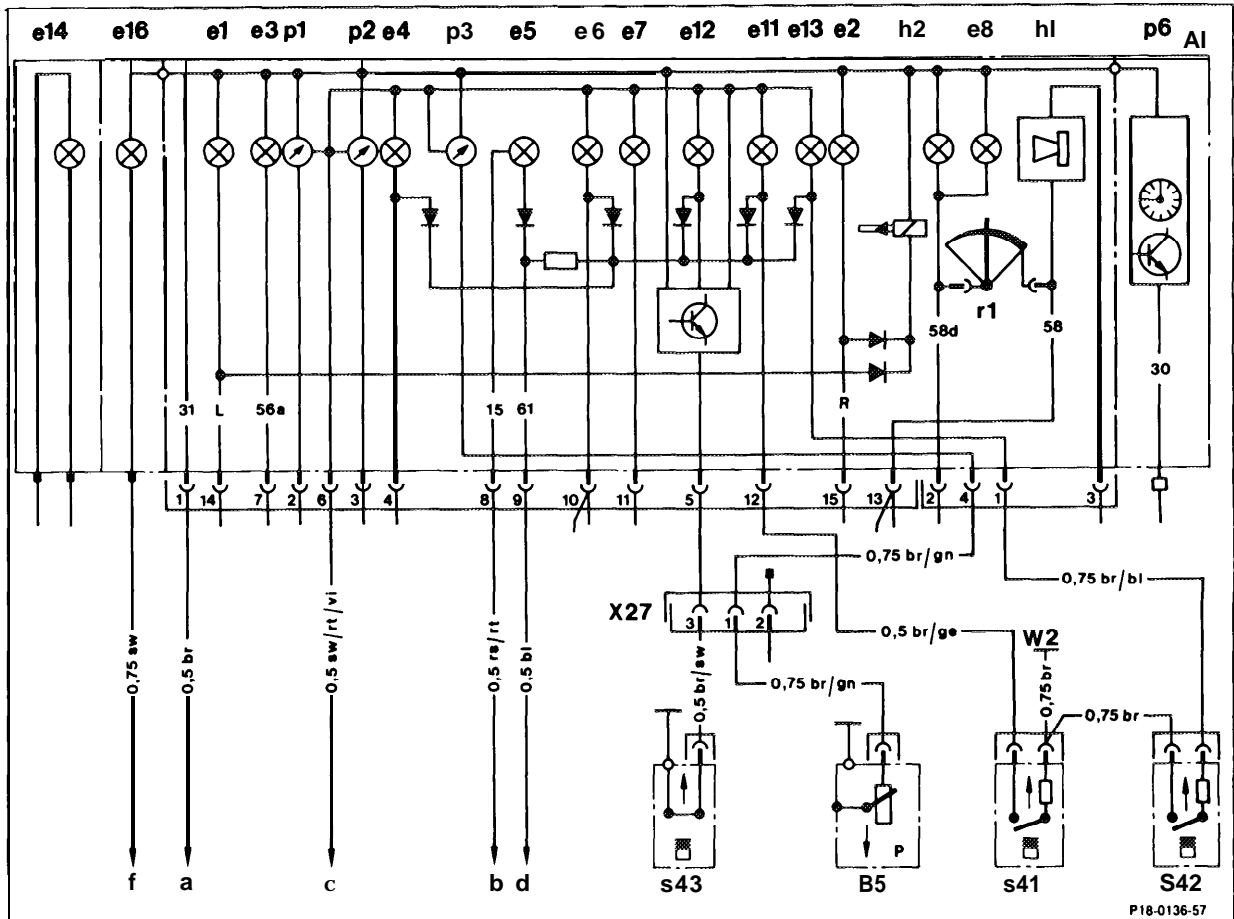 e14 e16 e1 e3 p1 p2 e4 p3 e5 e6 e7 e12 e11 e13 e2 h2 e8 hl p6 Al
r1
58d 58
30
31 L 56a 15 61 R
1 14 7 2 6 3 4 8 9 10 11 5 12 15 13 2 4 1 3
0,75 br/gn
0,75 br/bl
X27
3 1 2
0,5 br/ge
W2
0,75 sw
0,5 br
0,5 sw/rt/vi
0,5 rs/rt
0,5 bl
0,5 br/sw
0,75 br/gn
0,75 br
0,75 br
P
f a c b d s43 B5 s41 S42
P18-0136-57